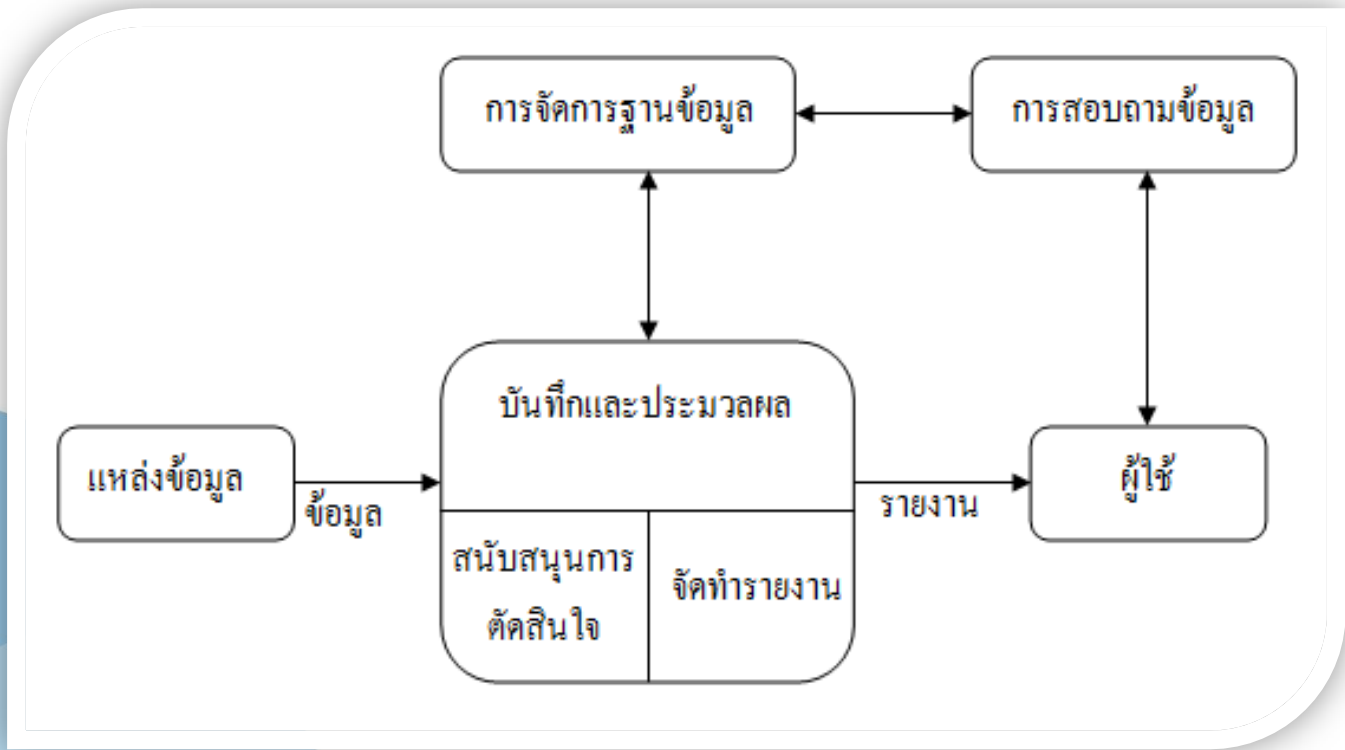 การจัดการฐานข้อมูล
การสอบถามข้อมูล
บันทึกและประมวลผล
แหล่งข้อมูล
ข้อมูล
รายงาน
ผู้ใช้
สนับสนุนการ
ตัดสินใจ
จัดทำรายงาน